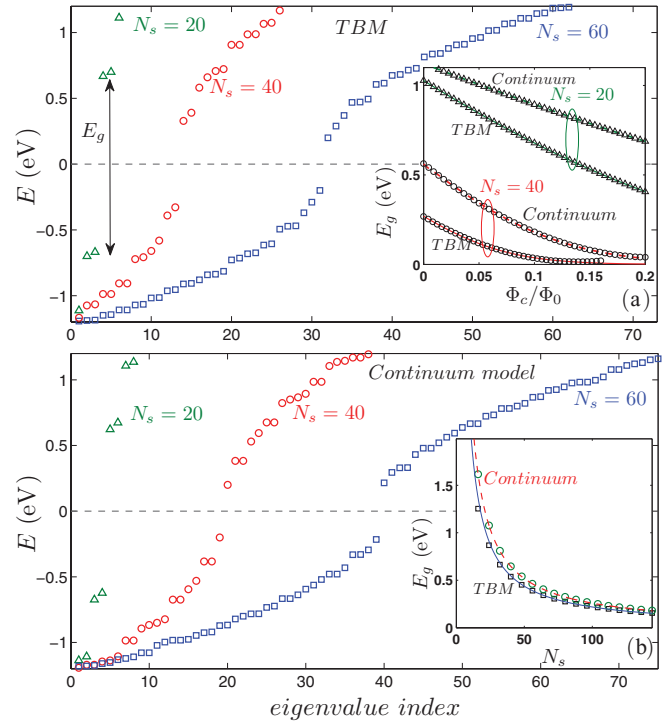 N_s = 20
TBM
N_s = 60
N_s = 40
E_g
E (eV)
1
0.5
0
−0.5
−1
0 10 20 30 40 50 60 70
Continuum
N_s = 20
TBM
N_s = 40
Continuum
TBM
E_g (eV)
1
0.5
0
0 0.05 0.1 0.15 0.2
Φ_c/Φ_0
(a)
Continuum model
N_s = 20
N_s = 40
N_s = 60
E (eV)
1
0.5
0
−0.5
−1
0 10 20 30 40 50 60 70
eigenvalue index
Continuum
TBM
E_g (eV)
1.5
1
0.5
0
0 50 100
N_s
(b)